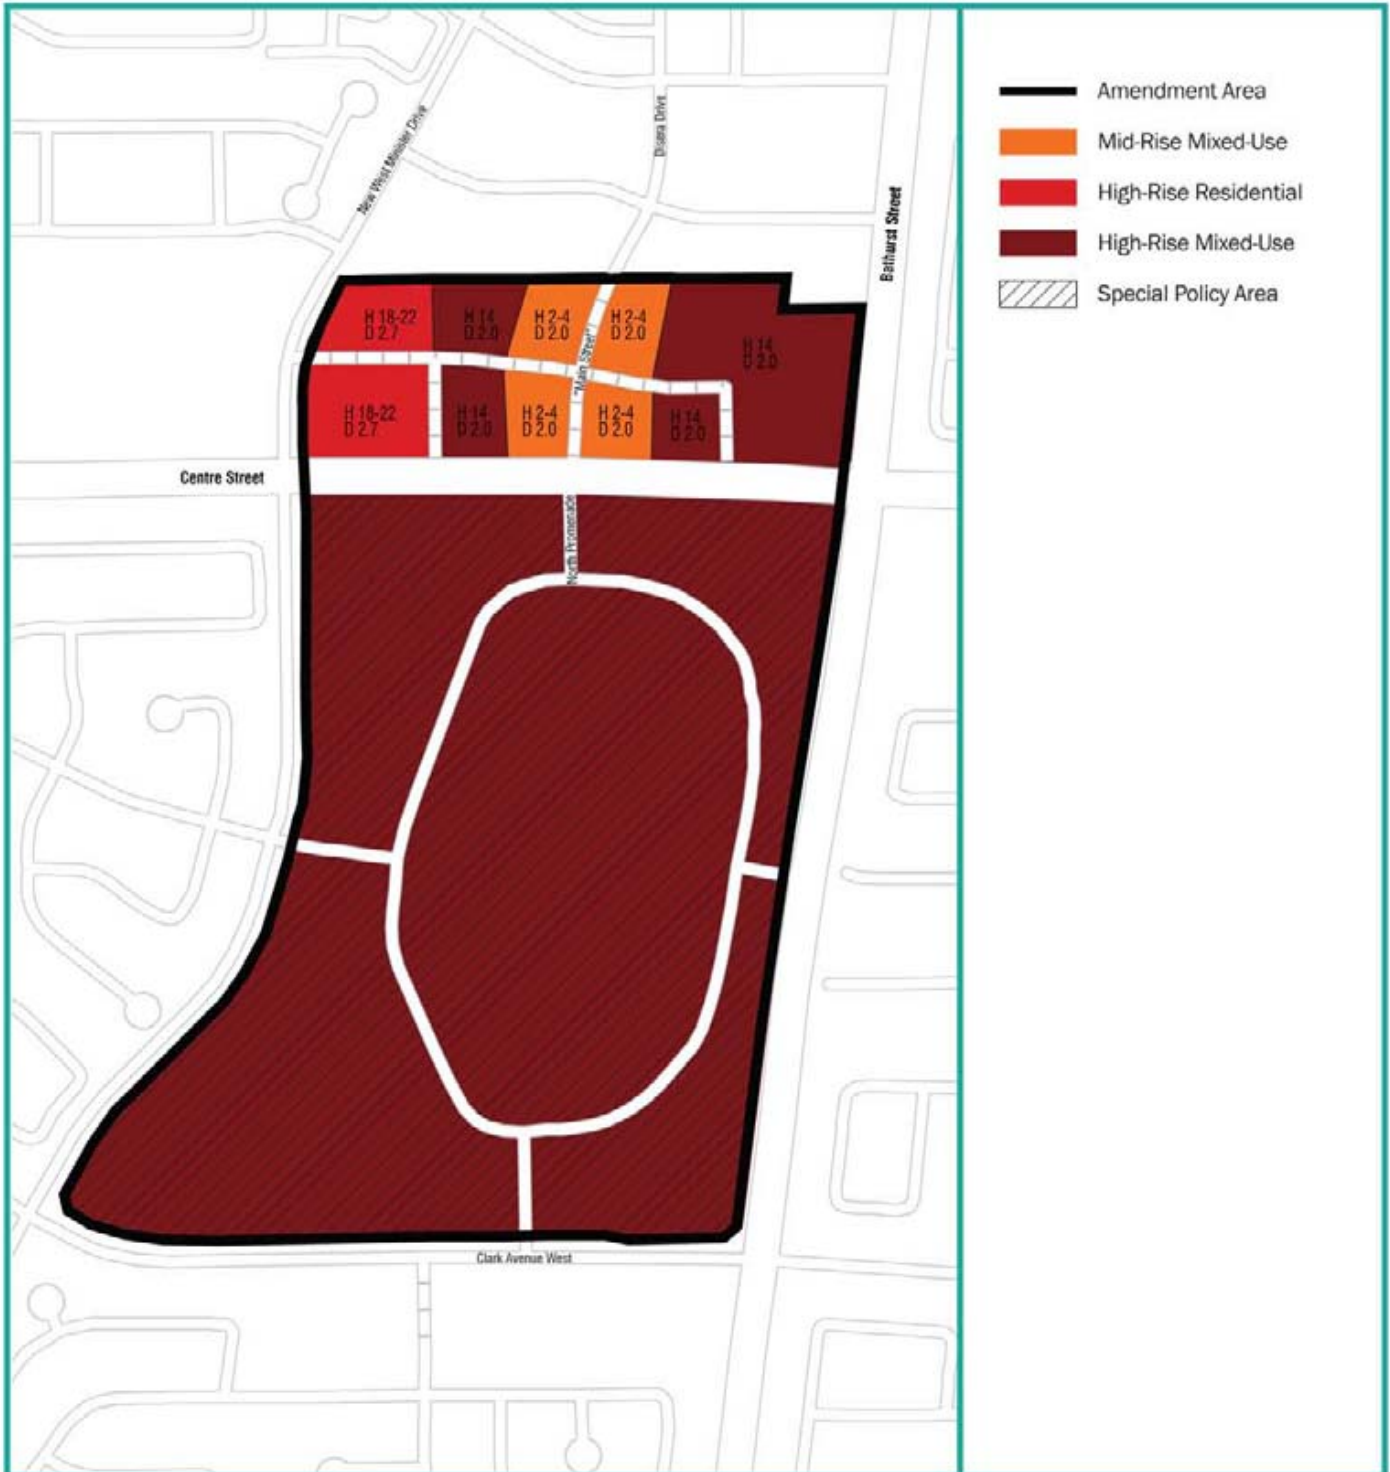 New West Minister Drive
Disera Drive
Bathurst Street
H 18-22
D 2.7
H 14
D 2.0
H 2-4
D 2.0
H 2-4
D 2.0
H 14
D 2.0
"Main Street"
H 18-22
D 2.7
H 14
D 2.0
H 2-4
D 2.0
H 2-4
D 2.0
H 14
D 2.0
Centre Street
North Promenade
Clark Avenue West
Amendment Area
Mid-Rise Mixed-Use
High-Rise Residential
High-Rise Mixed-Use
Special Policy Area